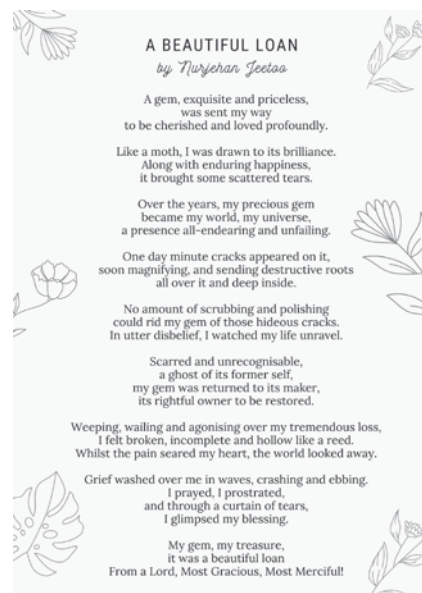 A BEAUTIFUL LOAN
by Nurjehan Jeetoo
A gem, exquisite and priceless,
was sent my way
to be cherished and loved profoundly.
Like a moth, I was drawn to its brilliance.
Along with enduring happiness,
it brought some scattered tears.
Over the years, my precious gem
became my world, my universe,
a presence all-endearing and unfailing.
One day minute cracks appeared on it,
soon magnifying, and sending destructive roots
all over it and deep inside.
No amount of scrubbing and polishing
could rid my gem of those hideous cracks.
In utter disbelief, I watched my life unravel.
Scarred and unrecognisable,
a ghost of its former self,
my gem was returned to its maker,
its rightful owner to be restored.
Weeping, wailing and agonising over my tremendous loss,
I felt broken, incomplete and hollow like a reed.
Whilst the pain seared my heart, the world looked away.
Grief washed over me in waves, crashing and ebbing.
I prayed, I prostrated,
and through a curtain of tears,
I glimpsed my blessing.
My gem, my treasure,
it was a beautiful loan
From a Lord, Most Gracious, Most Merciful!